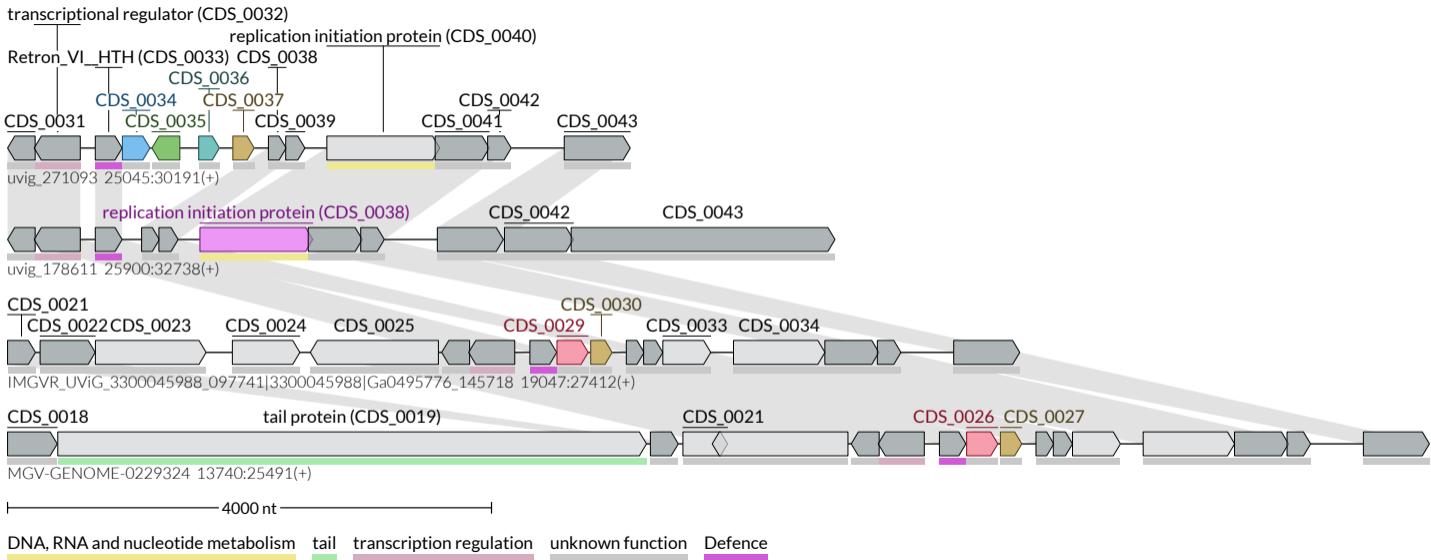 transcriptional regulator (CDS_0032)
replication initiation protein (CDS_0040)
Retron_VI__HTH (CDS_0033) CDS_0038
CDS_0036
CDS_0034 CDS_0037 CDS_0042
CDS_0031 CDS_0035 CDS_0039 CDS_0041 CDS_0043
uvig_271093 25045:30191(+)
replication initiation protein (CDS_0038) CDS_0042 CDS_0043
uvig_178611 25900:32738(+)
CDS_0021 CDS_0030
CDS_0022 CDS_0023 CDS_0024 CDS_0025 CDS_0029 CDS_0033 CDS_0034
IMGVR_UViG_3300045988_097741|3300045988|Ga0495776_145718 19047:27412(+)
CDS_0018 tail protein (CDS_0019) CDS_0021 CDS_0026 CDS_0027
MGV-GENOME-0229324 13740:25491(+)
4000 nt
DNA, RNA and nucleotide metabolism tail transcription regulation unknown function Defence